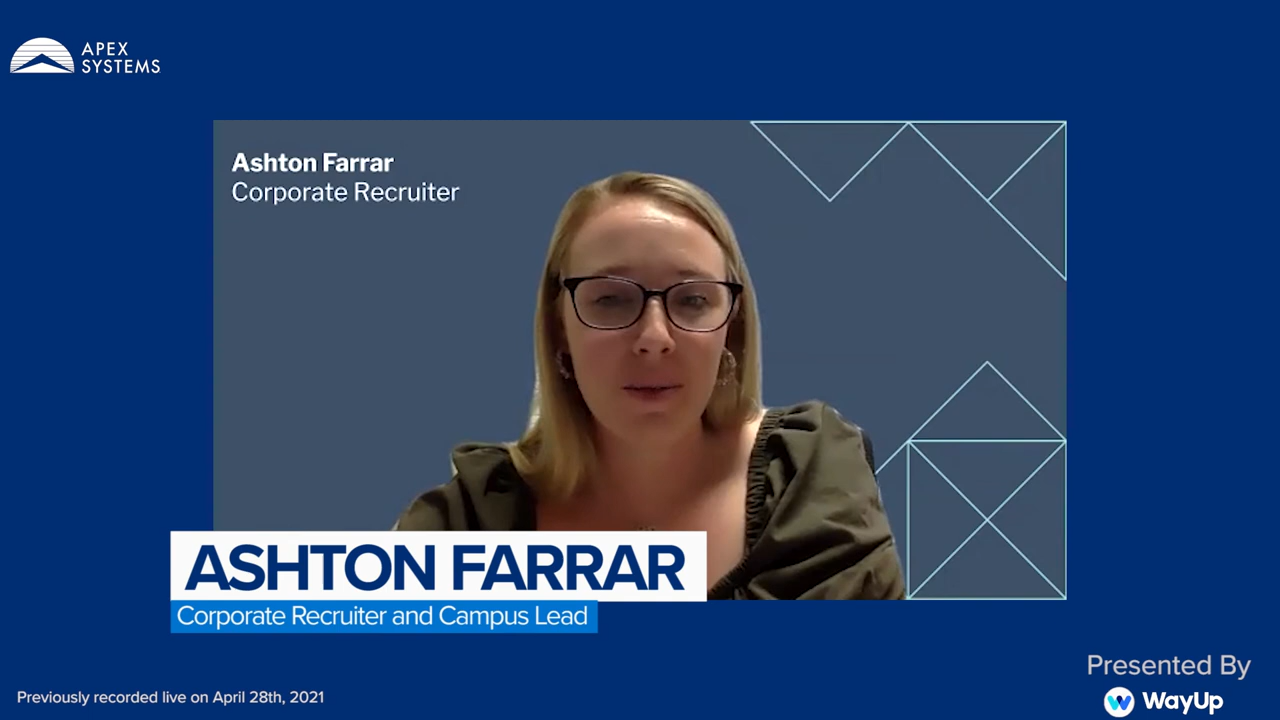 APEX
SYSTEMS
Ashton Farrar
Corporate Recruiter
ASHTON FARRAR
Corporate Recruiter and Campus Lead
Presented By
WayUp
Previously recorded live on April 28th, 2021